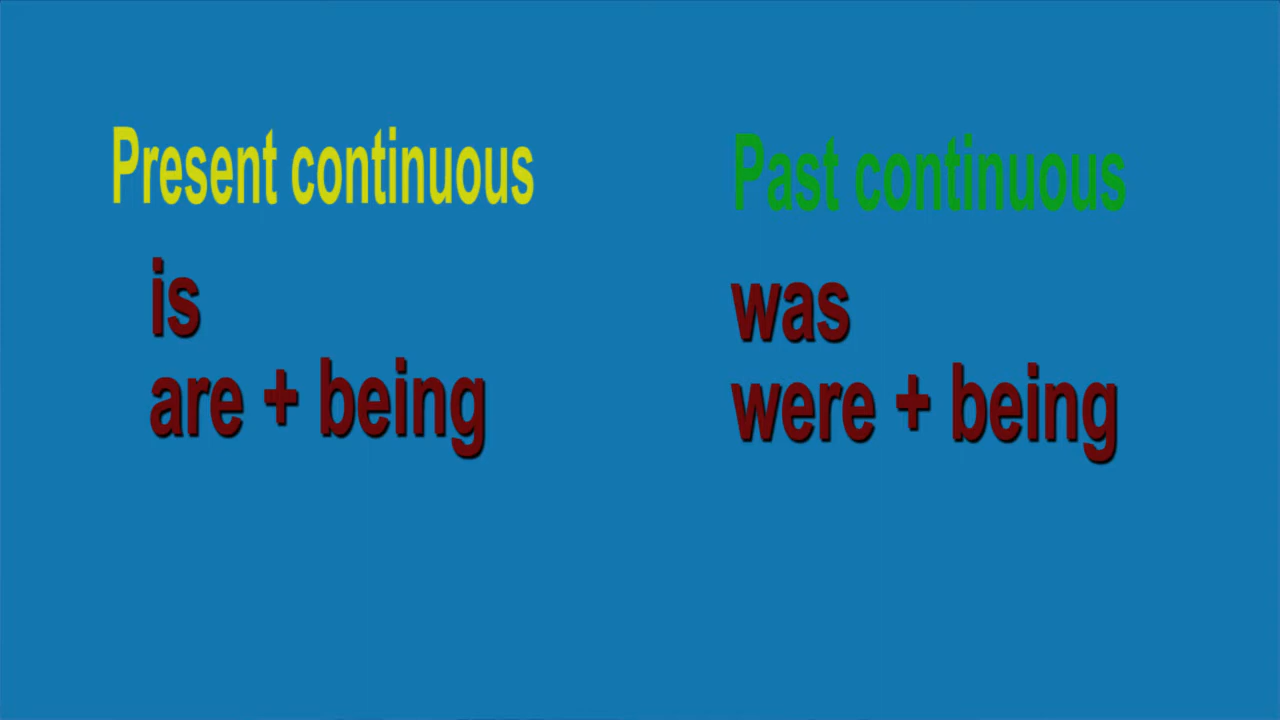 Present continuous
is
are + being
Past continuous
was
were + being